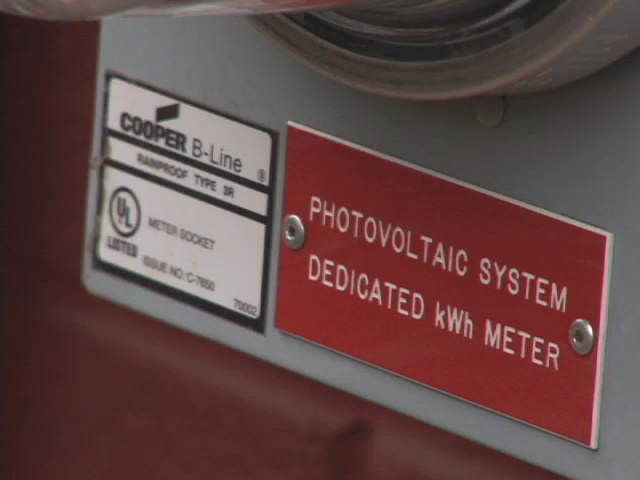 COOPER B-Line ®
RAINPROOF TYPE 3R
UL
LISTED
METER SOCKET
ISSUE NO: C-7650
70002
PHOTOVOLTAIC SYSTEM
DEDICATED kWh METER